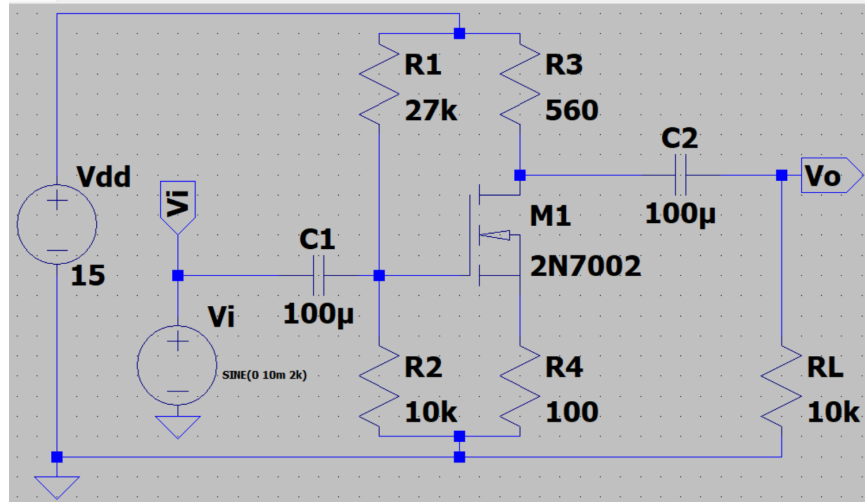 R1
27k
R3
560
C2
100µ
Vo
Vdd
15
Vi
C1
100µ
M1
2N7002
Vi
SINE(0 10m 2k)
R2
10k
R4
100
RL
10k